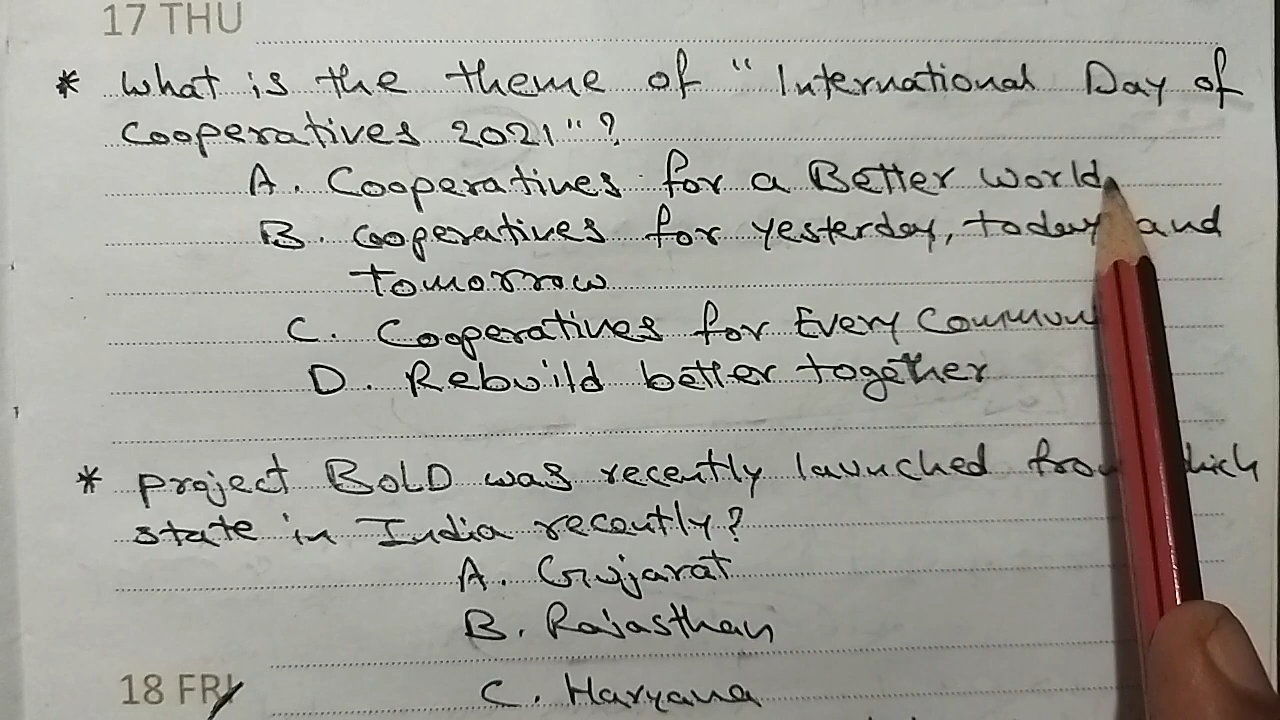 17 THU
* What is the theme of "International Day of
Cooperatives 2021"?
A. Cooperatives for a Better world
B. Cooperatives for yesterday, today and
tomorrow
C. Cooperatives for Every
D. Rebuild better together
* project BOLD was recently launched
state in India recently?
A. Gujarat
B. Rajasthan
18 FRI
C. Haryana